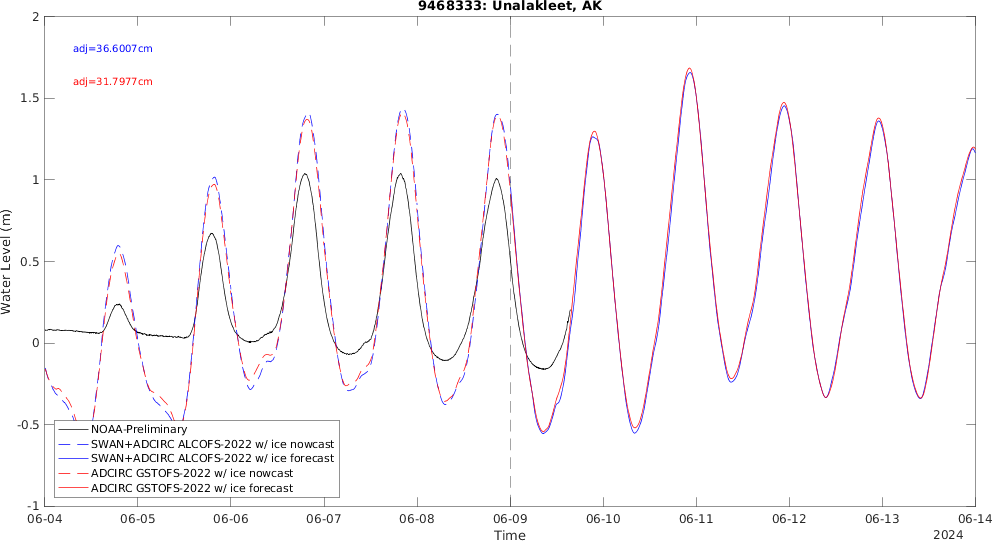 9468333: Unalakleet, AK
adj=36.6007cm
adj=31.7977cm
Water Level (m)
2
1.5
1
0.5
0
-0.5
-1
NOAA-Preliminary
SWAN+ADCIRC ALCOFS-2022 w/ ice nowcast
SWAN+ADCIRC ALCOFS-2022 w/ ice forecast
ADCIRC GSTOFS-2022 w/ ice nowcast
ADCIRC GSTOFS-2022 w/ ice forecast
06-04 06-05 06-06 06-07 06-08 06-09 06-10 06-11 06-12 06-13 06-14
Time
2024